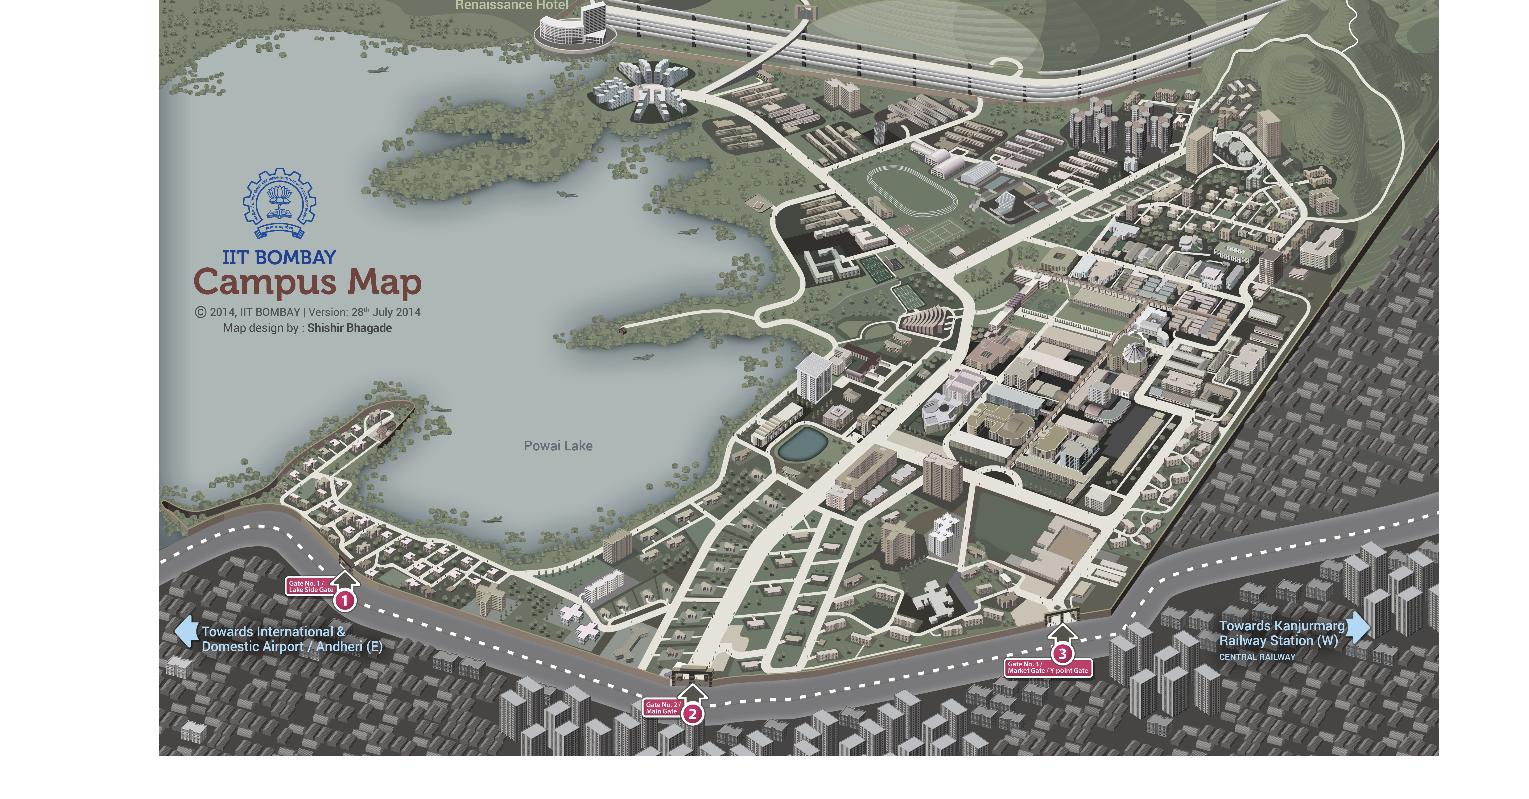 Renaissance Hotel
IIT BOMBAY
Campus Map
© 2014, IIT BOMBAY | Version: 28th July 2014
Map design by : Shishir Bhagade
Powai Lake
Gate No. 1 /
Lake Side Gate
1
Towards International &
Domestic Airport / Andheri (E)
Gate No. 2 /
Main Gate
2
Gate No. 3 /
Market Gate / Y-point Gate
3
Towards Kanjurmarg
Railway Station (W)
CENTRAL RAILWAY